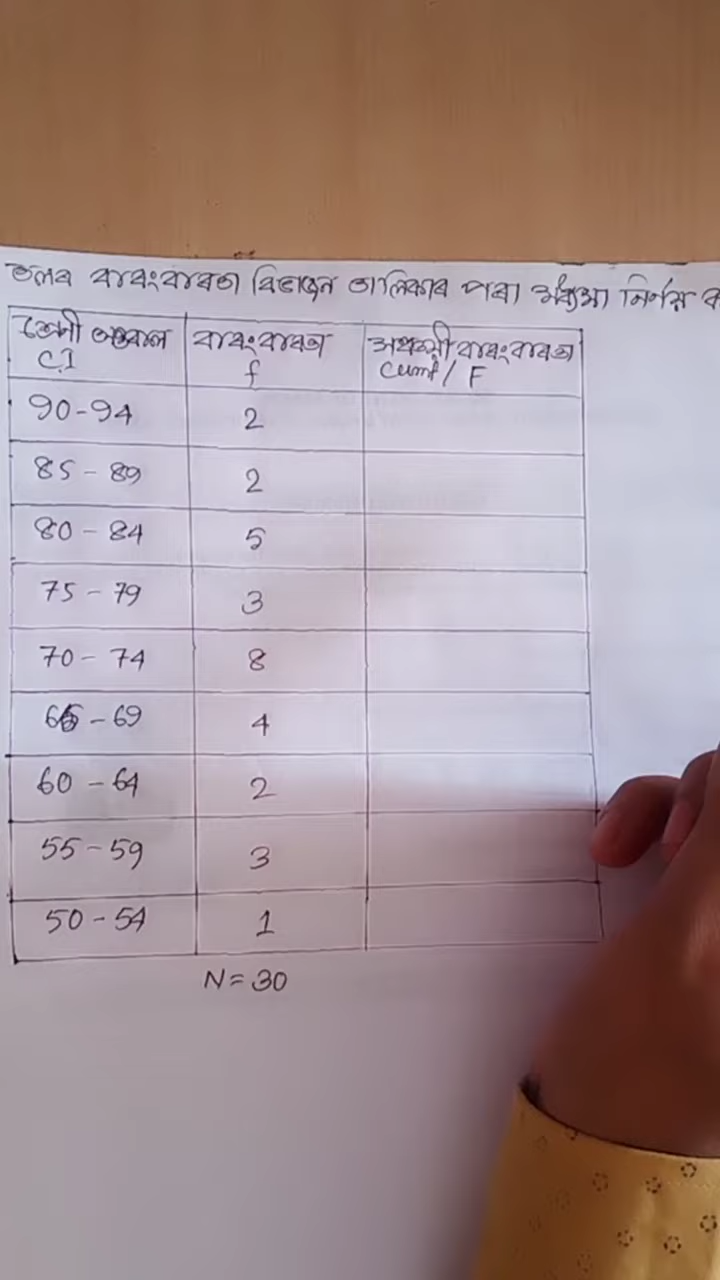 তলৰ বাৰংবাৰতা বিভাজন তালিকাৰ পৰা মধ্যমা নিৰ্ণয়
শ্ৰেণী অন্তৰাল বাৰংবাৰতা অধঃশ্ৰেণী বাৰংবাৰতা
C.I f Cumf / F
90-94 2
85 - 89 2
80 - 84 5
75 - 79 3
70 - 74 8
65 - 69 4
60 - 64 2
55 - 59 3
50 - 54 1
N = 30